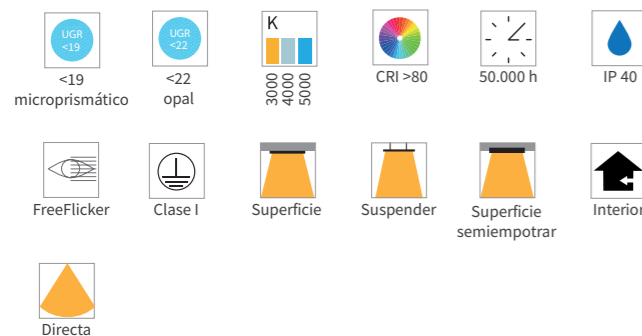 UGR
<19
<19
microprismático
UGR
<22
<22
opal
K
3000
4000
5000
CRI >80
50.000 h
IP 40
FreeFlicker
Clase I
Superficie
Suspender
Superficie
semiempotrar
Interior
Directa